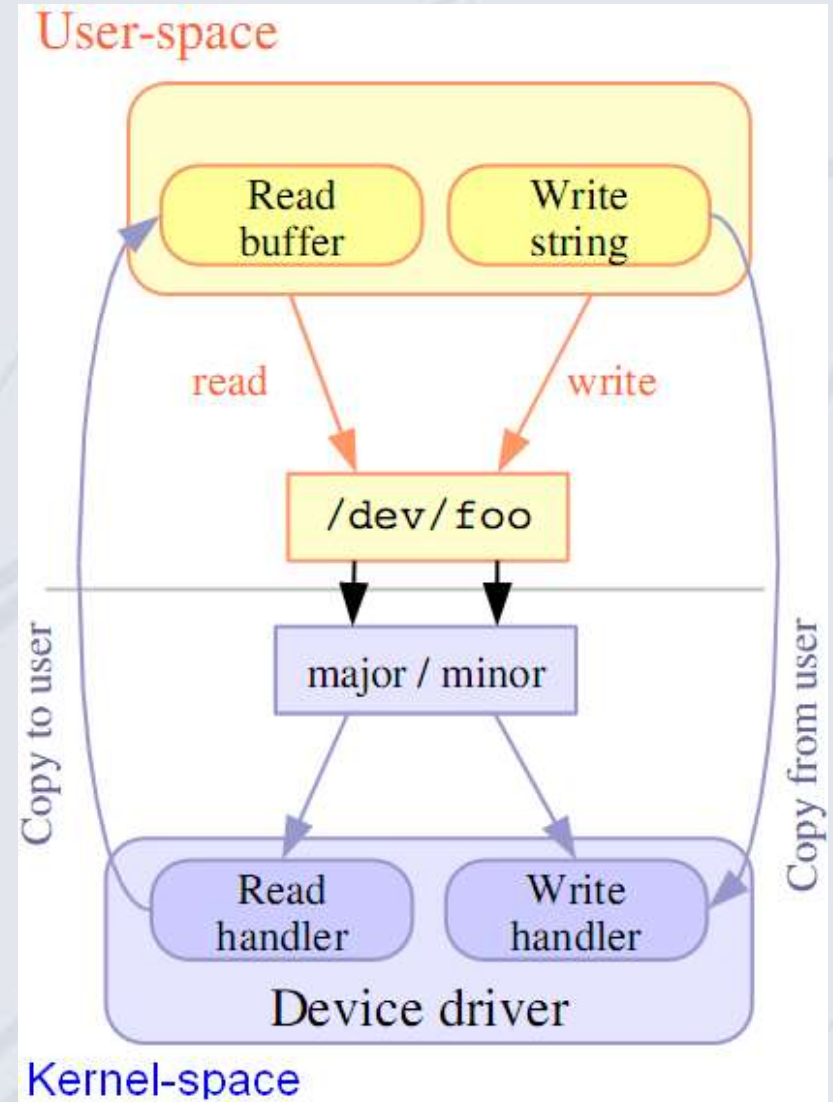 User-space
Read
buffer
Write
string
read
write
/dev/foo
Copy to user
major / minor
Copy from user
Read
handler
Write
handler
Device driver
Kernel-space